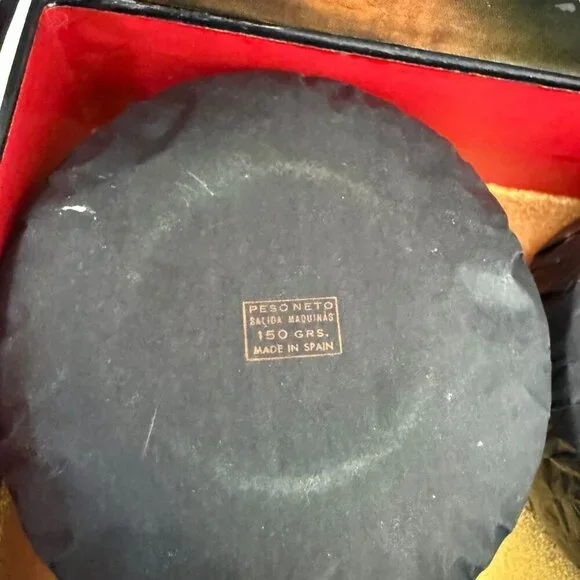 PESO NETO
SALIDA MAQUINAS
150 GRS.
MADE IN SPAIN